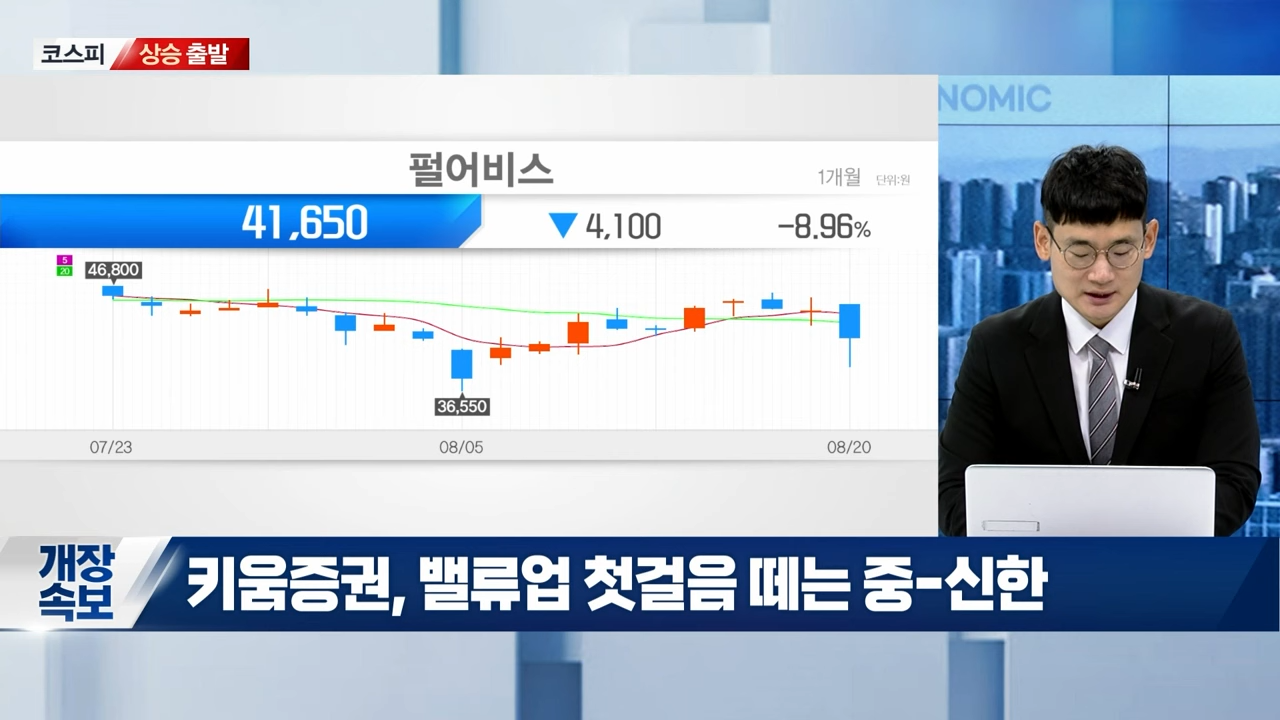 코스피 상승 출발
NOMIC
펄어비스
1개월 단위:원
41,650 ▼4,100 -8.96%
5
20
46,800
36,550
07/23 08/05 08/20
개장
속보
키움증권, 밸류업 첫걸음 떼는 중-신한